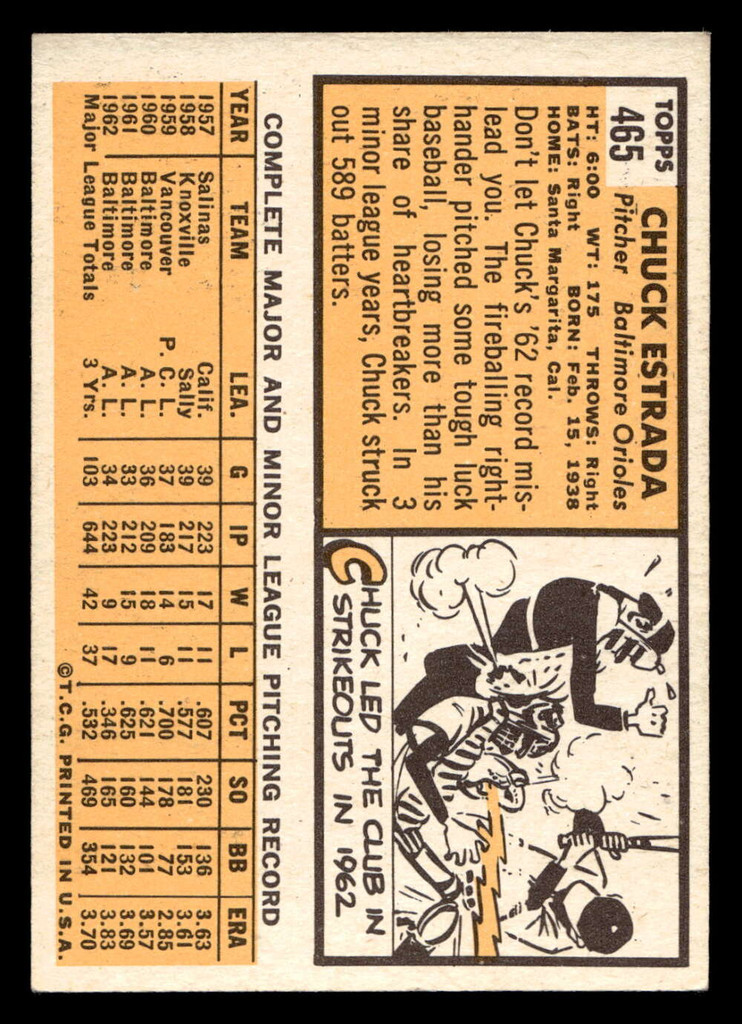 TOPPS
465
CHUCK ESTRADA
Pitcher Baltimore Orioles
HT: 6:00 WT: 175 THROWS: Right
BATS: Right BORN: Feb. 15, 1938
HOME: Santa Margarita, Cal.
Don't let Chuck's '62 record mis-
lead you. The fireballing right-
hander pitched some tough luck
baseball, losing more than his
share of heartbreakers. In 3
minor league years, Chuck struck
out 589 batters.
CHUCK LED THE CLUB IN
STRIKEOUTS IN 1962
COMPLETE MAJOR AND MINOR LEAGUE PITCHING RECORD
YEAR TEAM LEA. G IP W L PCT SO BB ERA
1957 Salinas Calif. 39 223 17 11 .607 230 136 3.63
1958 Knoxville Sally 39 217 15 11 .577 181 153 3.61
1959 Vancouver P. C. L. 37 183 14 6 .700 178 77 2.85
1960 Baltimore A. L. 36 209 18 11 .621 144 101 3.57
1961 Baltimore A. L. 33 212 15 9 .625 160 132 3.69
1962 Baltimore A. L. 34 223 9 17 .346 165 121 3.83
Major League Totals 3 Yrs. 103 644 42 37 .532 469 354 3.70
©T.C.G. PRINTED IN U.S.A.